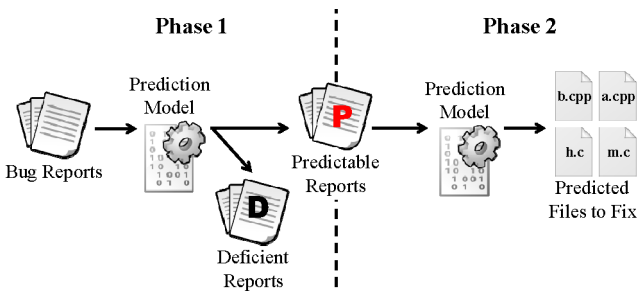 Phase 1
Phase 2
Prediction
Model
Bug Reports
P
Predictable
Reports
D
Deficient
Reports
Prediction
Model
b.cpp
a.cpp
h.c
m.c
Predicted
Files to Fix